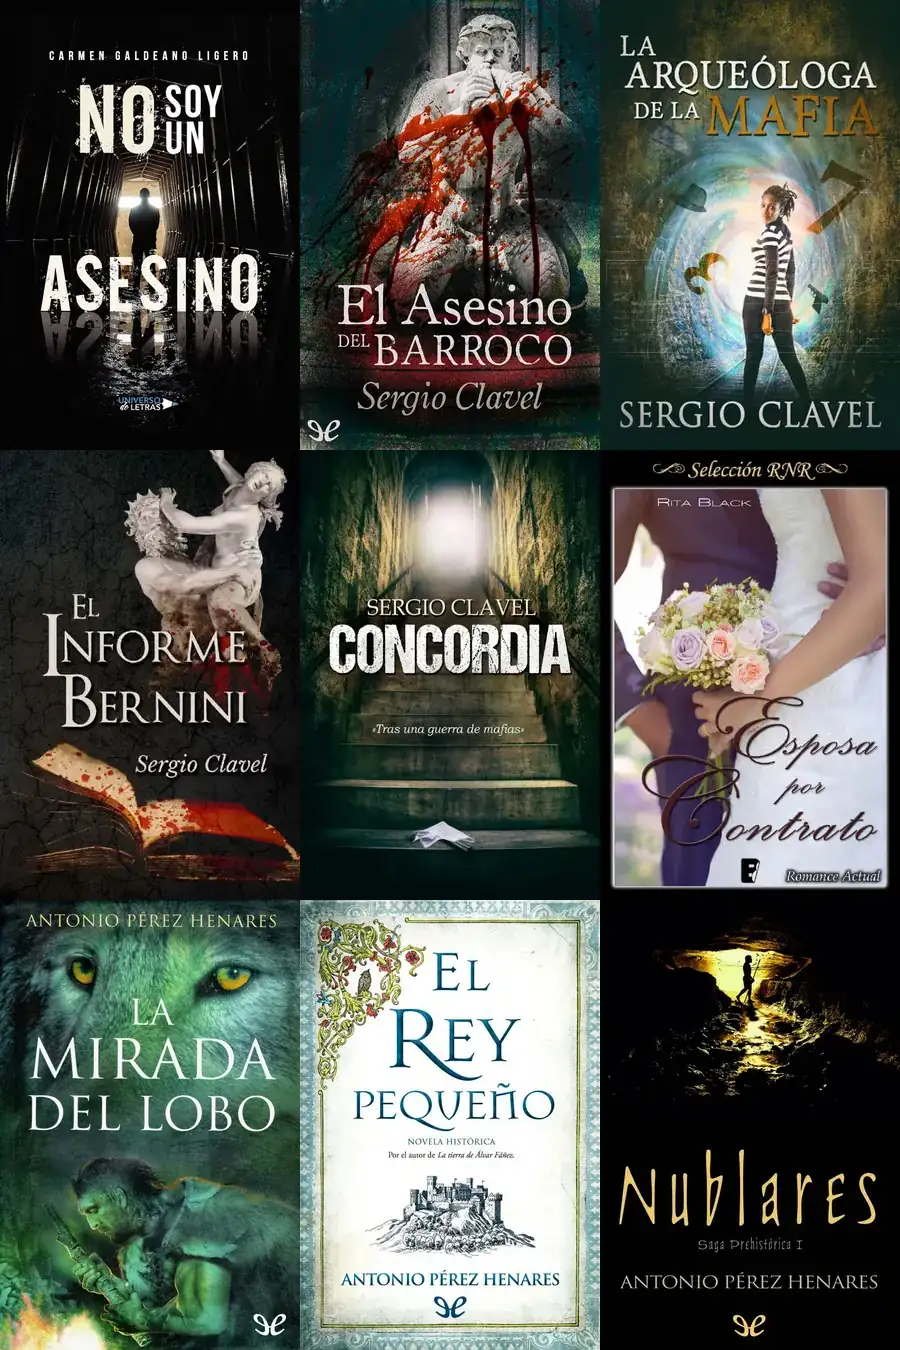 CARMEN GALDEANO LIGERO
NO SOY
UN
ASESINO
UNIVERSO
de LETRAS
El Asesino
DEL BARROCO
Sergio Clavel
LA
ARQUEÓLOGA
DE LA MAFIA
SERGIO CLAVEL
EL
INFORME
BERNINI
Sergio Clavel
SERGIO CLAVEL
CONCORDIA
«Tras una guerra de mafias»
Selección RNR
RITA BLACK
Esposa
por
Contrato
B
Romance Actual
ANTONIO PÉREZ HENARES
LA
MIRADA
DEL LOBO
EL
REY
PEQUEÑO
NOVELA HISTÓRICA
Por el autor de La tierra de Álvar Fáñez.
ANTONIO PÉREZ HENARES
Nublares
Saga Prehistórica I
ANTONIO PÉREZ HENARES